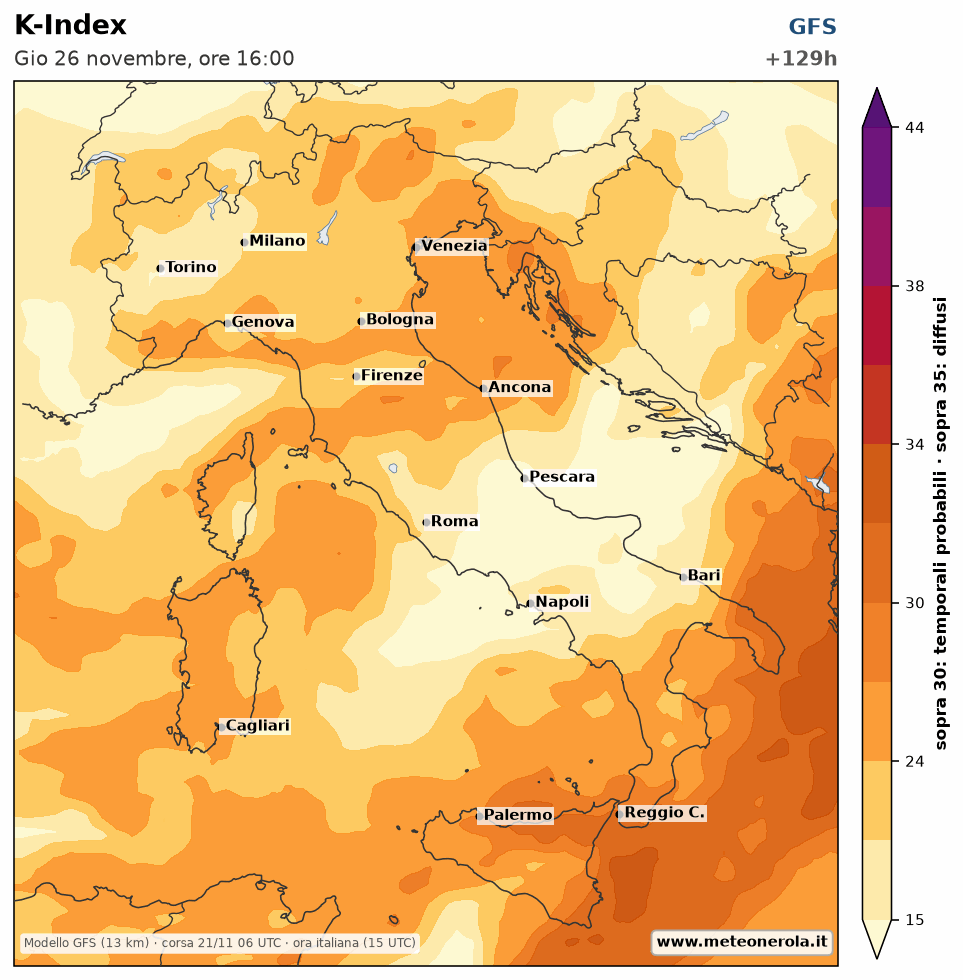 K-Index
GFS
Gio 26 novembre, ore 16:00
+129h
44
38
34
30
24
15
sopra 30: temporali probabili · sopra 35: diffusi
Milano
Venezia
Torino
Genova
Bologna
Firenze
Ancona
Pescara
Roma
Bari
Napoli
Cagliari
Palermo
Reggio C.
Modello GFS (13 km) · corsa 21/11 06 UTC · ora italiana (15 UTC)
www.meteonerola.it